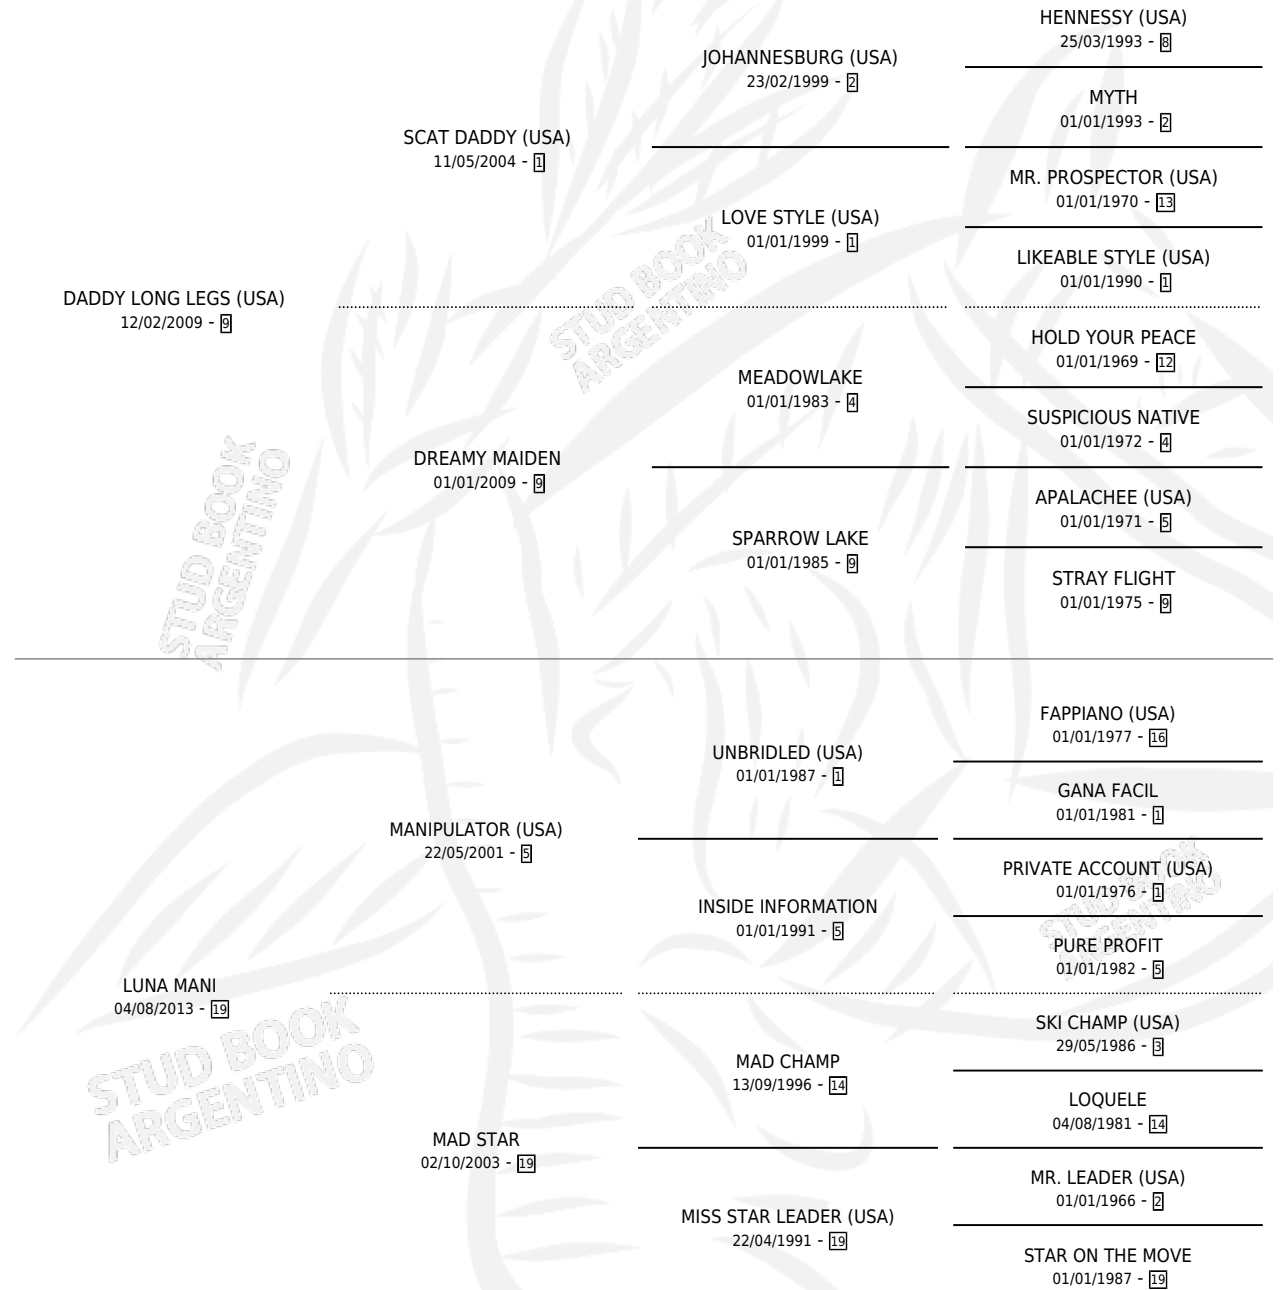 HENNESSY (USA)
25/03/1993 - 8
JOHANNESBURG (USA)
23/02/1999 - 2
MYTH
01/01/1993 - 2
SCAT DADDY (USA)
11/05/2004 - 1
MR. PROSPECTOR (USA)
01/01/1970 - 13
LOVE STYLE (USA)
01/01/1999 - 1
LIKEABLE STYLE (USA)
01/01/1990 - 1
DADDY LONG LEGS (USA)
12/02/2009 - 9
STUD BOOK
ARGENTINO
HOLD YOUR PEACE
01/01/1969 - 12
MEADOWLAKE
01/01/1983 - 4
SUSPICIOUS NATIVE
01/01/1972 - 4
DREAMY MAIDEN
01/01/2009 - 9
APALACHEE (USA)
01/01/1971 - 5
SPARROW LAKE
01/01/1985 - 9
STRAY FLIGHT
01/01/1975 - 9
STUD BOOK
ARGENTINO
FAPPIANO (USA)
01/01/1977 - 16
UNBRIDLED (USA)
01/01/1987 - 1
GANA FACIL
01/01/1981 - 1
MANIPULATOR (USA)
22/05/2001 - 5
PRIVATE ACCOUNT (USA)
01/01/1976 - 1
INSIDE INFORMATION
01/01/1991 - 5
STUD BOOK
ARGENTINO
PURE PROFIT
01/01/1982 - 5
LUNA MANI
04/08/2013 - 19
SKI CHAMP (USA)
29/05/1986 - 3
MAD CHAMP
13/09/1996 - 14
LOQUELE
04/08/1981 - 14
STUD BOOK
ARGENTINO
MAD STAR
02/10/2003 - 19
MR. LEADER (USA)
01/01/1966 - 2
MISS STAR LEADER (USA)
22/04/1991 - 19
STAR ON THE MOVE
01/01/1987 - 19